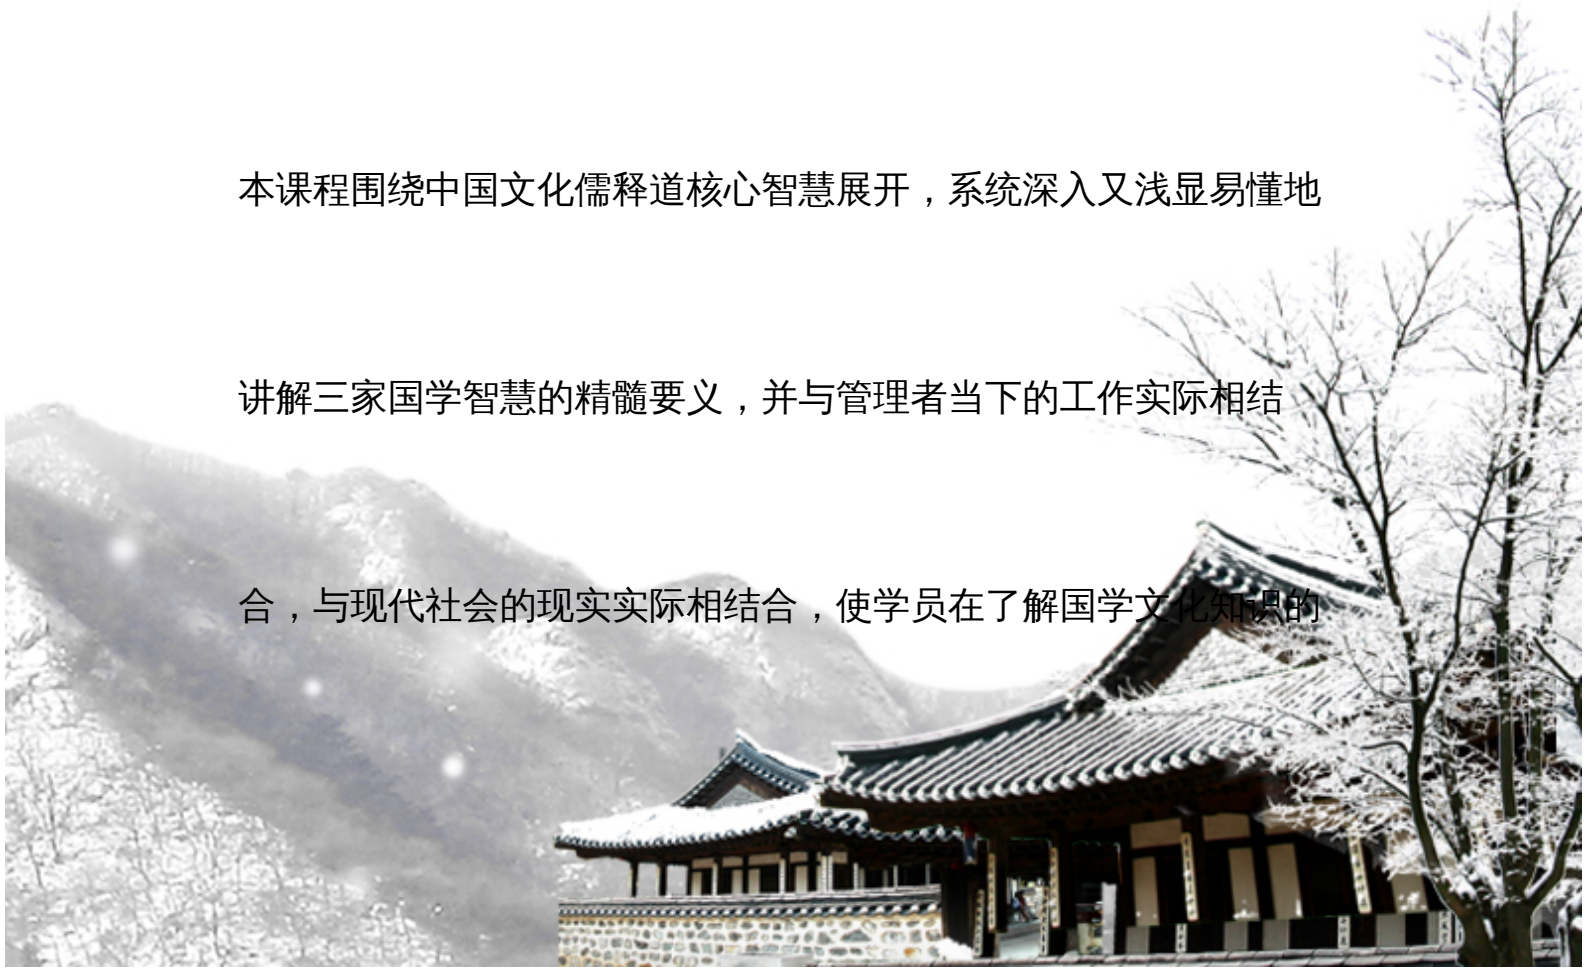 本课程围绕中国文化儒释道核心智慧展开，系统深入又浅显易懂地
讲解三家国学智慧的精髓要义，并与管理者当下的工作实际相结
合，与现代社会的现实实际相结合，使学员在了解国学文化知识的